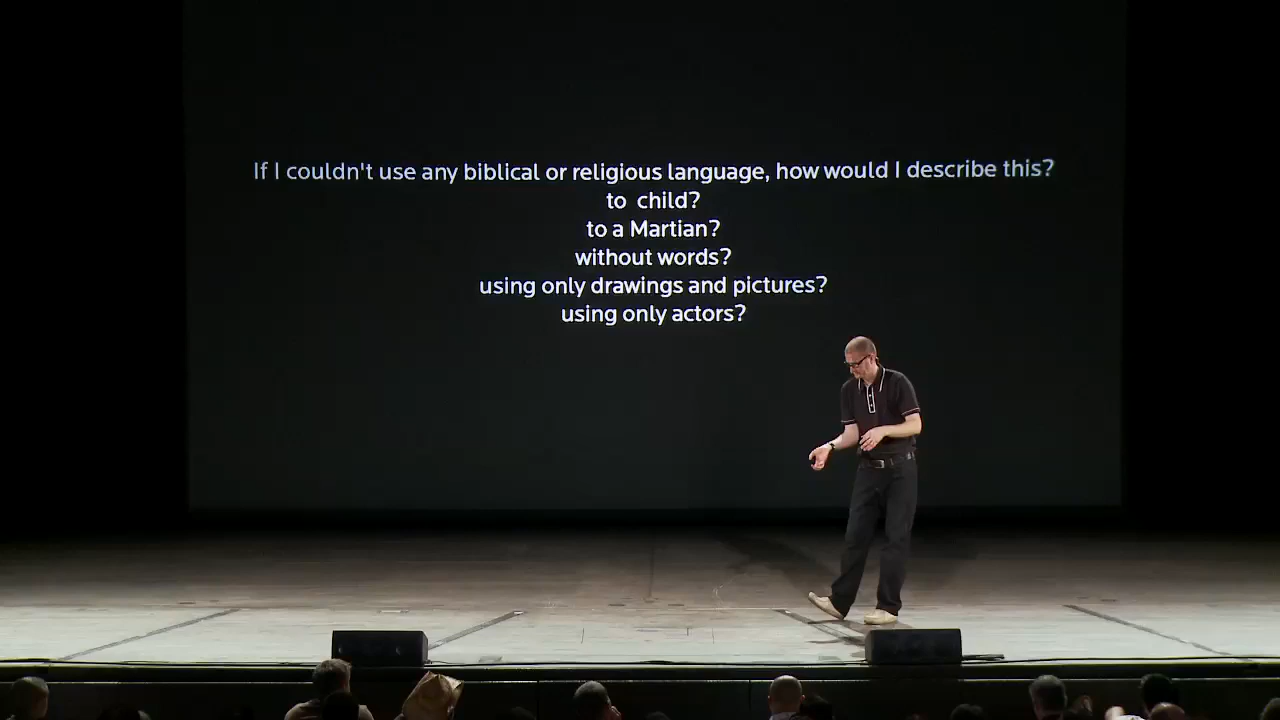 If I couldn't use any biblical or religious language, how would I describe this?
to  child?
to a Martian?
without words?
using only drawings and pictures?
using only actors?